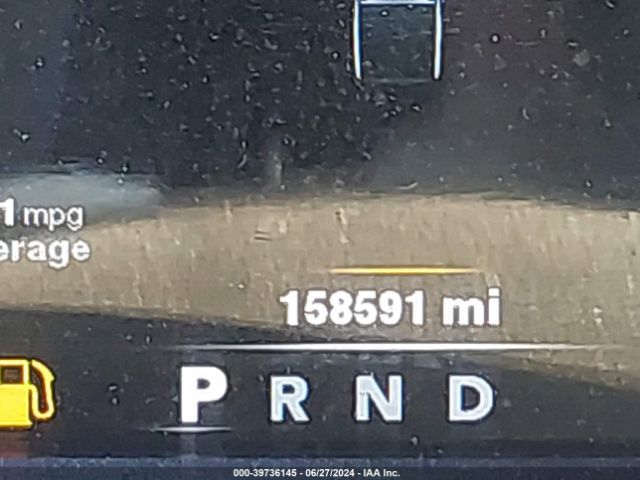 1 mpg
erage
158591 mi
P R N D
000-39736145 - 06/27/2024 - IAA Inc.